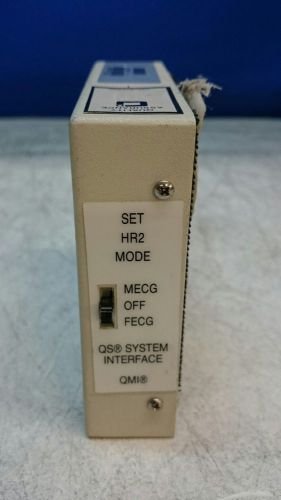 SET
HR2
MODE
MECG
OFF
FECG
QS® SYSTEM
INTERFACE
QMI®